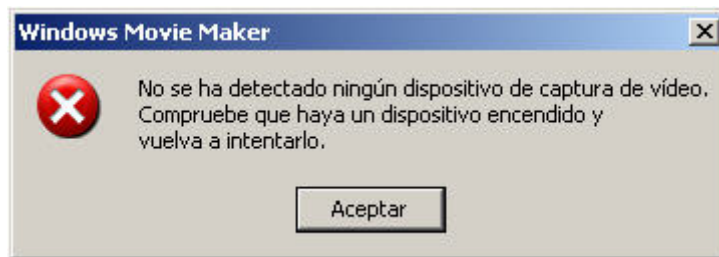 Windows Movie Maker
No se ha detectado ningún dispositivo de captura de vídeo.
Compruebe que haya un dispositivo encendido y
vuelva a intentarlo.
Aceptar